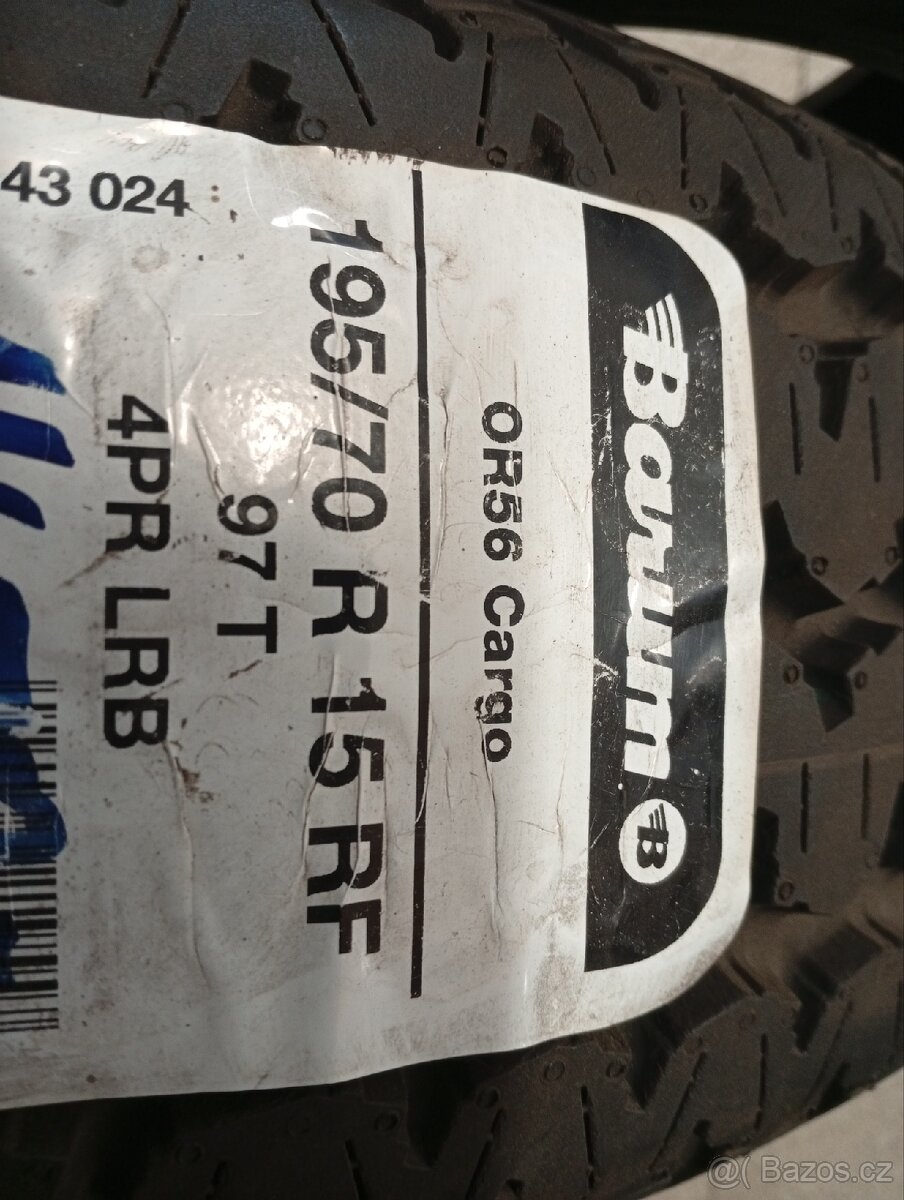 Barum B
OR56 Cargo
195/70 R 15 RF
97 T
4PR LRB
43 024
@( Bazos.cz